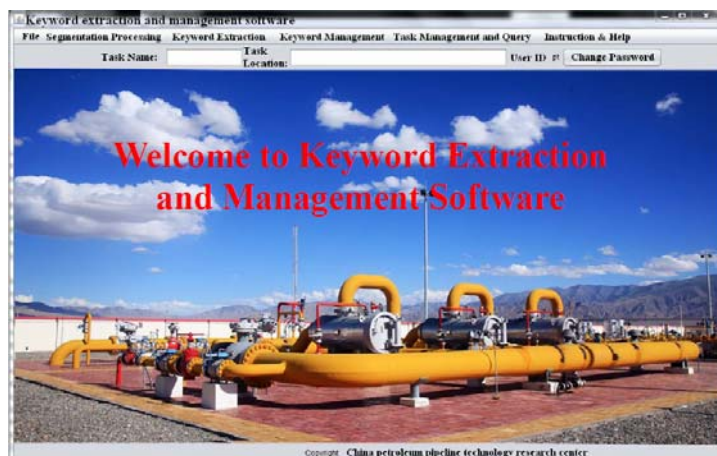 Keyword extraction and management software
File Segmentation Processing Keyword Extraction Keyword Management Task Management and Query Instruction & Help
Task Name: Task Location: User ID Change Password
Welcome to Keyword Extraction
and Management Software
Copyright China petroleum pipeline technology research center